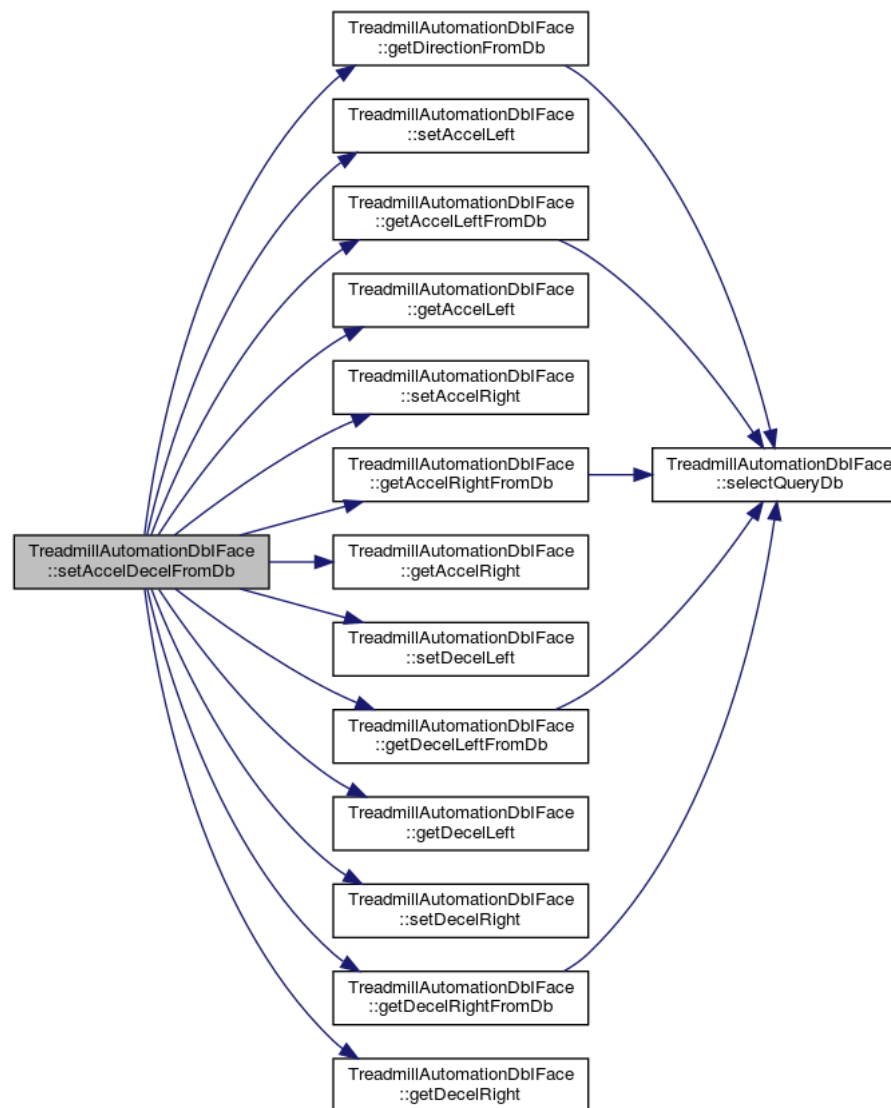 TreadmillAutomationDbIFace
::getDirectionFromDb
TreadmillAutomationDbIFace
::setAccelLeft
TreadmillAutomationDbIFace
::getAccelLeftFromDb
TreadmillAutomationDbIFace
::getAccelLeft
TreadmillAutomationDbIFace
::setAccelRight
TreadmillAutomationDbIFace
::getAccelRightFromDb
TreadmillAutomationDbIFace
::selectQueryDb
TreadmillAutomationDbIFace
::setAccelDecelFromDb
TreadmillAutomationDbIFace
::getAccelRight
TreadmillAutomationDbIFace
::setDecelLeft
TreadmillAutomationDbIFace
::getDecelLeftFromDb
TreadmillAutomationDbIFace
::getDecelLeft
TreadmillAutomationDbIFace
::setDecelRight
TreadmillAutomationDbIFace
::getDecelRightFromDb
TreadmillAutomationDbIFace
::getDecelRight